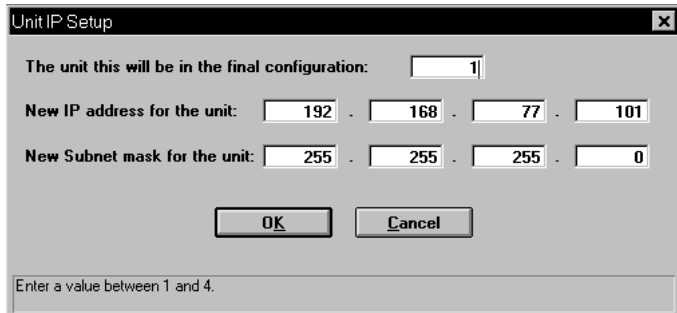 Unit IP Setup
The unit this will be in the final configuration: 1
New IP address for the unit: 192 . 168 . 77 . 101
New Subnet mask for the unit: 255 . 255 . 255 . 0
OK Cancel
Enter a value between 1 and 4.